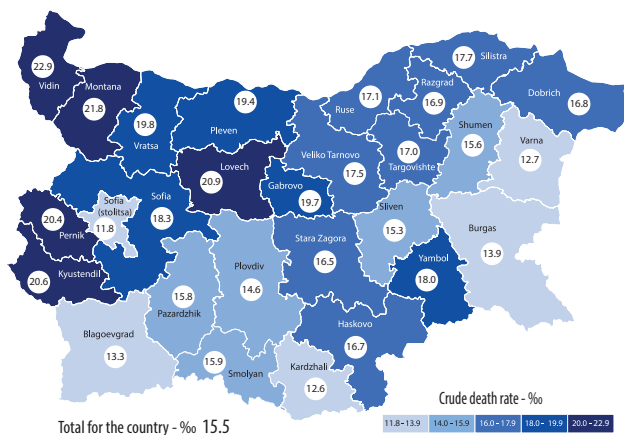 22.9
Vidin
Montana
21.8
19.8
Vratsa
19.4
Pleven
17.7
Silistra
Razgrad
16.9
Dobrich
16.8
17.1
Ruse
Shumen
15.6
Varna
12.7
17.0
Targovishte
Veliko Tarnovo
17.5
Lovech
20.9
Gabrovo
19.7
Sofia
18.3
Sofia
(stolitsa)
11.8
20.4
Pernik
20.6
Kyustendil
Sliven
15.3
Burgas
13.9
Stara Zagora
16.5
Yambol
18.0
Plovdiv
14.6
15.8
Pazardzhik
Blagoevgrad
13.3
15.9
Smolyan
Haskovo
16.7
Kardzhali
12.6
Crude death rate - ‰
11.8 – 13.9 14.0 – 15.9 16.0 – 17.9 18.0 – 19.9 20.0 – 22.9
Total for the country - ‰ 15.5